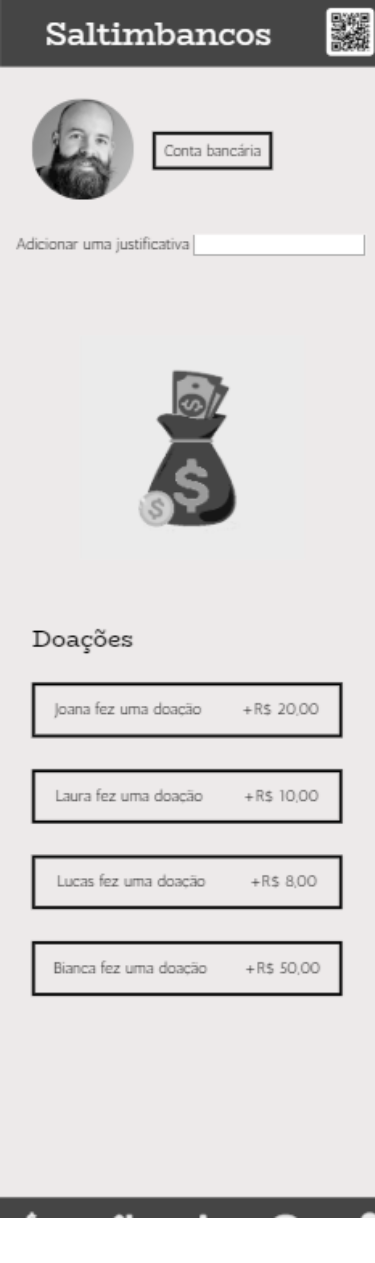 Saltimbancos
Conta bancária
Adicionar uma justificativa
$
$
Doações
Joana fez uma doação +R$ 20,00
Laura fez uma doação +R$ 10,00
Lucas fez uma doação +R$ 8,00
Bianca fez uma doação +R$ 50,00